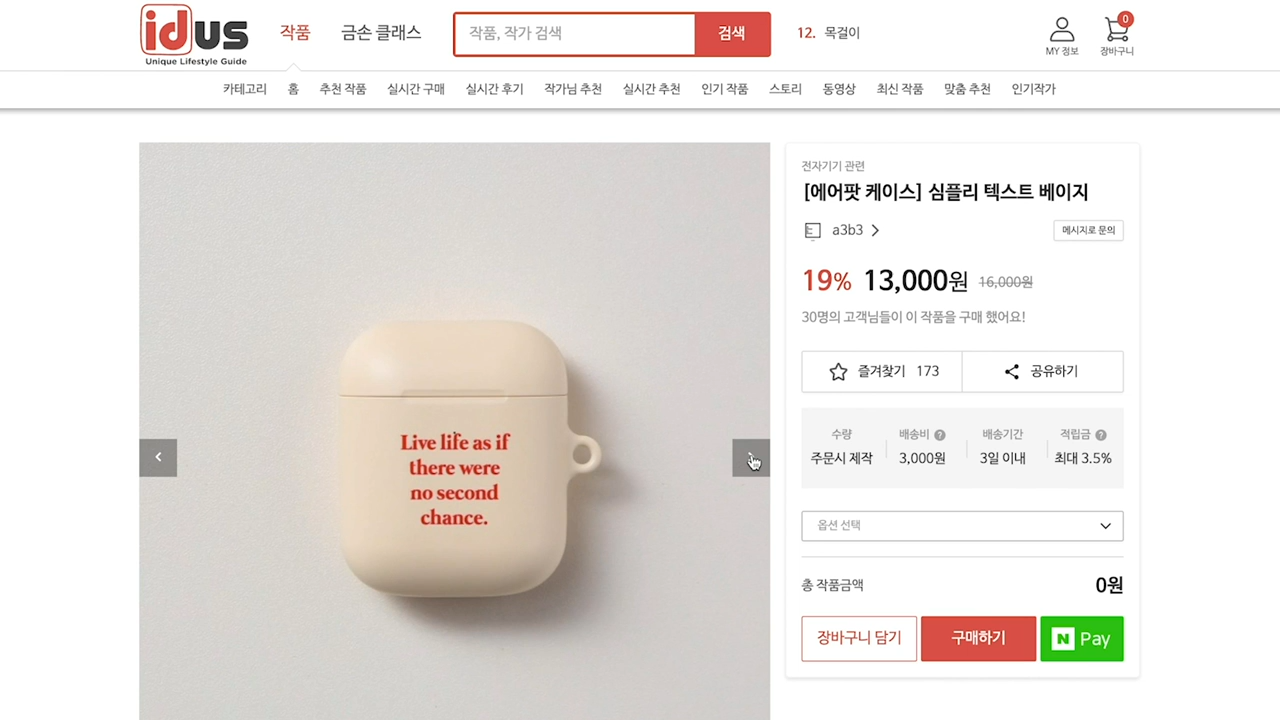 idus
Unique Lifestyle Guide
작품
금손 클래스
작품, 작가 검색
검색
12. 목걸이
MY 정보
0
장바구니
카테고리 홈 추천 작품 실시간 구매 실시간 후기 작가님 추천 실시간 추천 인기 작품 스토리 동영상 최신 작품 맞춤 추천 인기작가
Live life as if
there were
no second
chance.
전자기기 관련
[에어팟 케이스] 심플리 텍스트 베이지
a3b3
메시지로 문의
19% 13,000원 16,000원
30명의 고객님들이 이 작품을 구매 했어요!
즐겨찾기 173
공유하기
수량 배송비 ? 배송기간 적립금 ?
주문시 제작 3,000원 3일 이내 최대 3.5%
옵션 선택
총 작품금액 0원
장바구니 담기
구매하기
N Pay